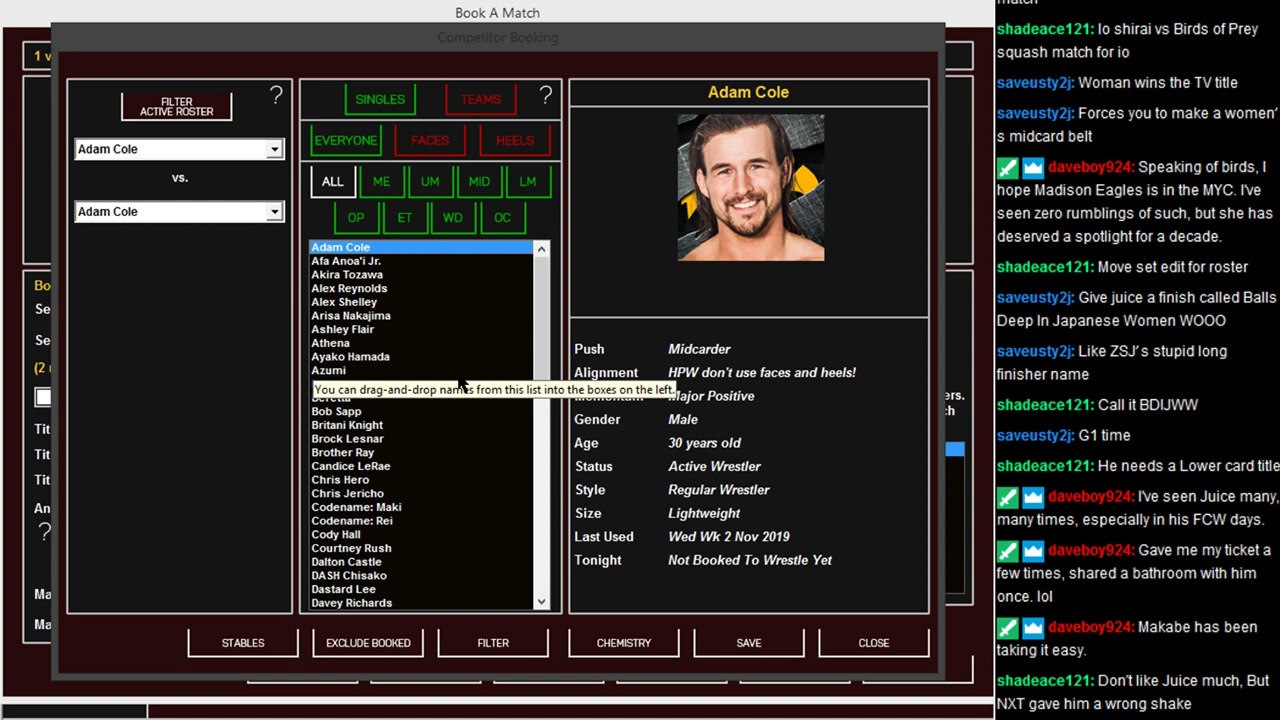 Book A Match
Competitor Booking
1 v
FILTER
ACTIVE ROSTER
?
Adam Cole
vs.
Adam Cole
SINGLES
TEAMS
?
EVERYONE
FACES
HEELS
ALL
ME
UM
MID
LM
OP
ET
WD
OC
Adam Cole
Afa Anoa'i Jr.
Akira Tozawa
Alex Reynolds
Alex Shelley
Arisa Nakajima
Ashley Flair
Athena
Ayako Hamada
Azumi
You can drag-and-drop names from this list into the boxes on the left.
Bob Sapp
Britani Knight
Brock Lesnar
Brother Ray
Candice LeRae
Chris Hero
Chris Jericho
Codename: Maki
Codename: Rei
Cody Hall
Courtney Rush
Dalton Castle
DASH Chisako
Dastard Lee
Davey Richards
Adam Cole
Push Midcarder
Alignment HPW don't use faces and heels!
Major Positive
Gender Male
Age 30 years old
Status Active Wrestler
Style Regular Wrestler
Size Lightweight
Last Used Wed Wk 2 Nov 2019
Tonight Not Booked To Wrestle Yet
STABLES
EXCLUDE BOOKED
FILTER
CHEMISTRY
SAVE
CLOSE
Bo
Se
Se
(2 r
Tit
Tit
Tit
An
?
Ma
Ma
ers.
ch
match
shadeace121: Io shirai vs Birds of Prey
squash match for io
saveusty2j: Woman wins the TV title
saveusty2j: Forces you to make a women'
s midcard belt
daveboy924: Speaking of birds, I
hope Madison Eagles is in the MYC. I've
seen zero rumblings of such, but she has
deserved a spotlight for a decade.
shadeace121: Move set edit for roster
saveusty2j: Give juice a finish called Balls
Deep In Japanese Women WOOO
saveusty2j: Like ZSJ's stupid long
finisher name
shadeace121: Call it BDIJWW
saveusty2j: G1 time
shadeace121: He needs a Lower card title
daveboy924: I've seen Juice many,
many times, especially in his FCW days.
daveboy924: Gave me my ticket a
few times, shared a bathroom with him
once. lol
daveboy924: Makabe has been
taking it easy.
shadeace121: Don't like Juice much, But
NXT gave him a wrong shake